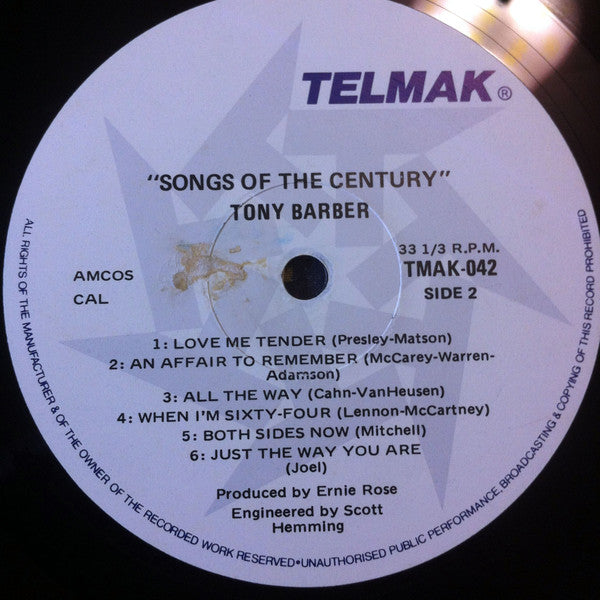 TELMAK®
"SONGS OF THE CENTURY"
TONY BARBER
33 1/3 R.P.M.
AMCOS
TMAK-042
CAL
SIDE 2
1: LOVE ME TENDER (Presley-Matson)
2: AN AFFAIR TO REMEMBER (McCarey-Warren-
Adamson)
3: ALL THE WAY (Cahn-VanHeusen)
4: WHEN I'M SIXTY-FOUR (Lennon-McCartney)
5: BOTH SIDES NOW (Mitchell)
6: JUST THE WAY YOU ARE
(Joel)
Produced by Ernie Rose
Engineered by Scott
Hemming
ALL RIGHTS OF THE MANUFACTURER & OF THE OWNER OF THE RECORDED WORK RESERVED•UNAUTHORISED PUBLIC PERFORMANCE, BROADCASTING & COPYING OF THIS RECORD PROHIBITED